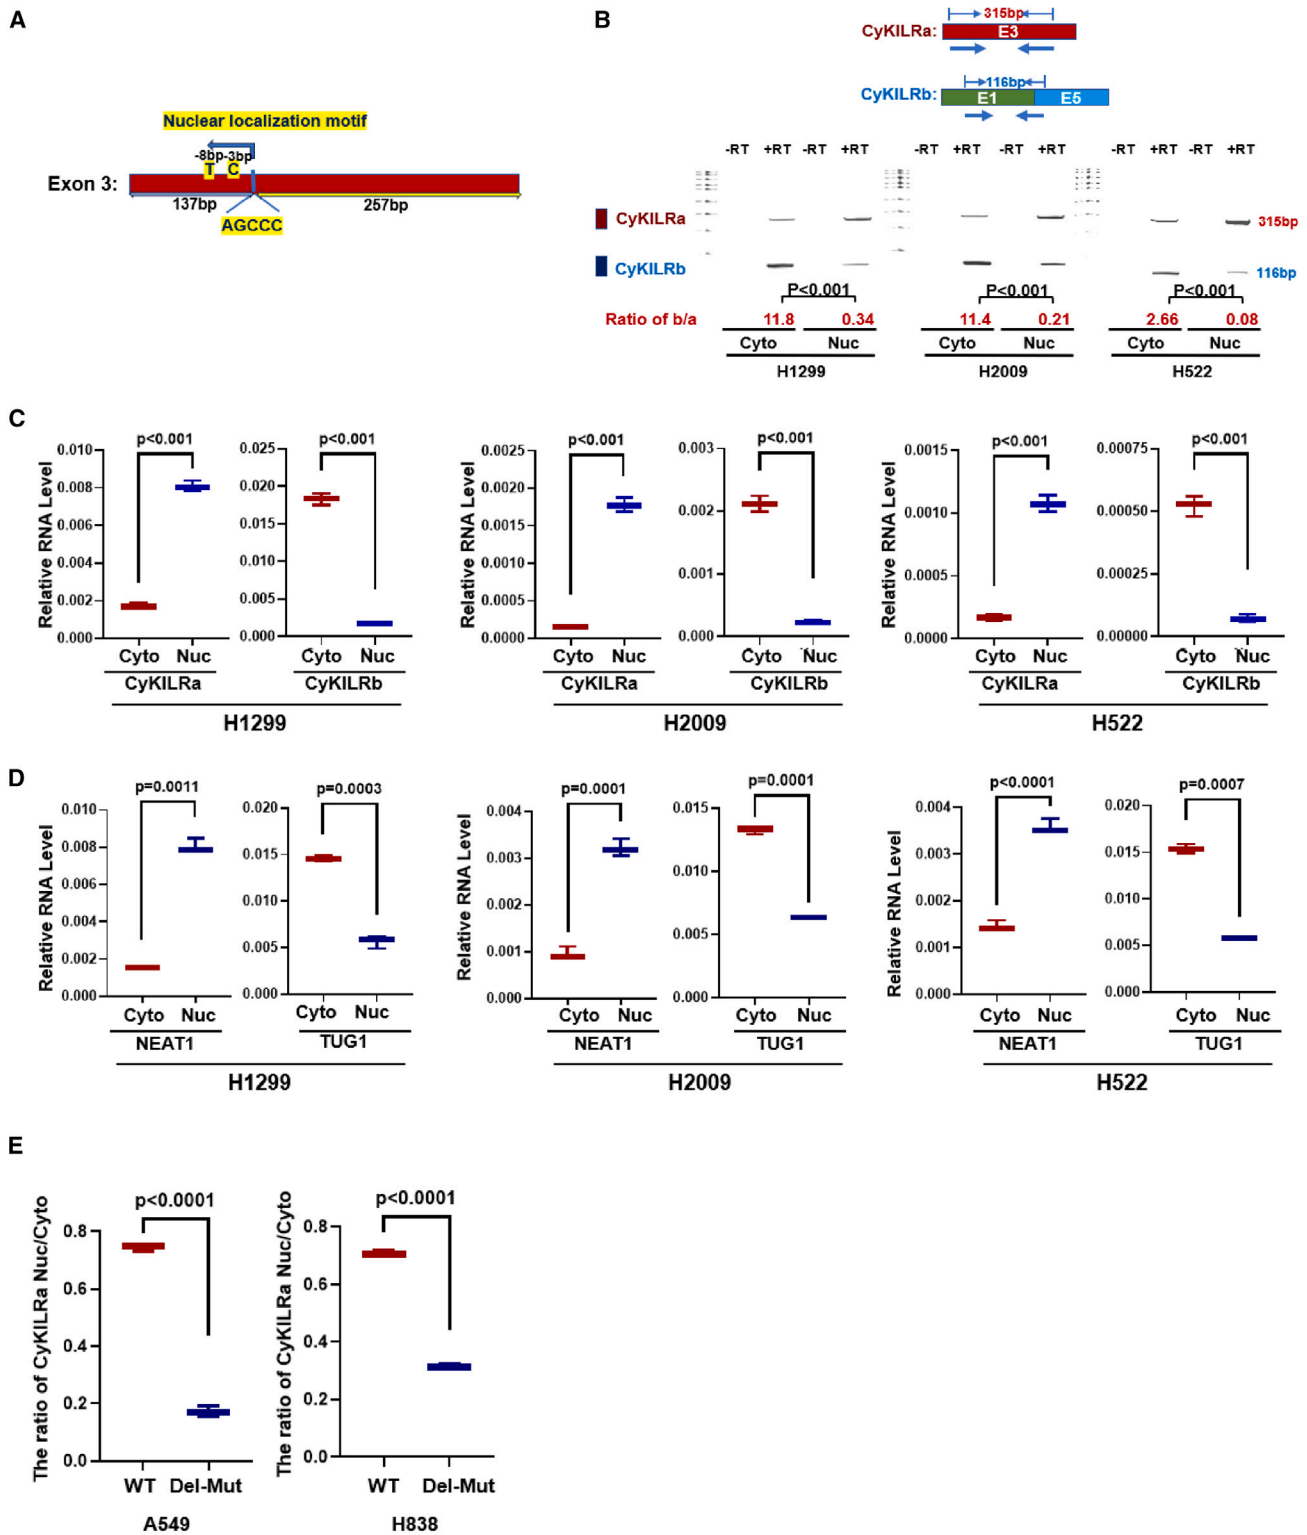 A
Nuclear localization motif
-8bp-3bp
T C
Exon 3:
137bp 257bp
AGCCC
B
315bp
CyKILRa: E3
116bp
CyKILRb: E1 E5
-RT +RT -RT +RT -RT +RT -RT +RT -RT +RT -RT +RT
CyKILRa 315bp
CyKILRb 116bp
P<0.001 P<0.001 P<0.001
Ratio of b/a 11.8 0.34 11.4 0.21 2.66 0.08
Cyto Nuc Cyto Nuc Cyto Nuc
H1299 H2009 H522
C
p<0.001 p<0.001 p<0.001 p<0.001 p<0.001 p<0.001
Relative RNA Level
0.010
0.008
0.006
0.004
0.002
0.000
Cyto Nuc
CyKILRa
0.025
0.020
0.015
0.010
0.005
0.000
Cyto Nuc
CyKILRb
H1299
Relative RNA Level
0.0025
0.0020
0.0015
0.0010
0.0005
0.0000
Cyto Nuc
CyKILRa
0.003
0.002
0.001
0.000
Cyto Nuc
CyKILRb
H2009
Relative RNA Level
0.0015
0.0010
0.0005
0.0000
Cyto Nuc
CyKILRa
0.00075
0.00050
0.00025
0.00000
Cyto Nuc
CyKILRb
H522
D
p=0.0011 p=0.0003 p=0.0001 p=0.0001 p<0.0001 p=0.0007
Relative RNA Level
0.010
0.008
0.006
0.004
0.002
0.000
Cyto Nuc
NEAT1
0.020
0.015
0.010
0.005
0.000
Cyto Nuc
TUG1
H1299
Relative RNA Level
0.004
0.003
0.002
0.001
0.000
Cyto Nuc
NEAT1
0.015
0.010
0.005
0.000
Cyto Nuc
TUG1
H2009
Relative RNA Level
0.004
0.003
0.002
0.001
0.000
Cyto Nuc
NEAT1
0.020
0.015
0.010
0.005
0.000
Cyto Nuc
TUG1
H522
E
p<0.0001
The ratio of CyKILRa Nuc/Cyto
0.8
0.6
0.4
0.2
0.0
WT Del-Mut
A549
p<0.0001
The ratio of CyKILRa Nuc/Cyto
0.8
0.6
0.4
0.2
0.0
WT Del-Mut
H838